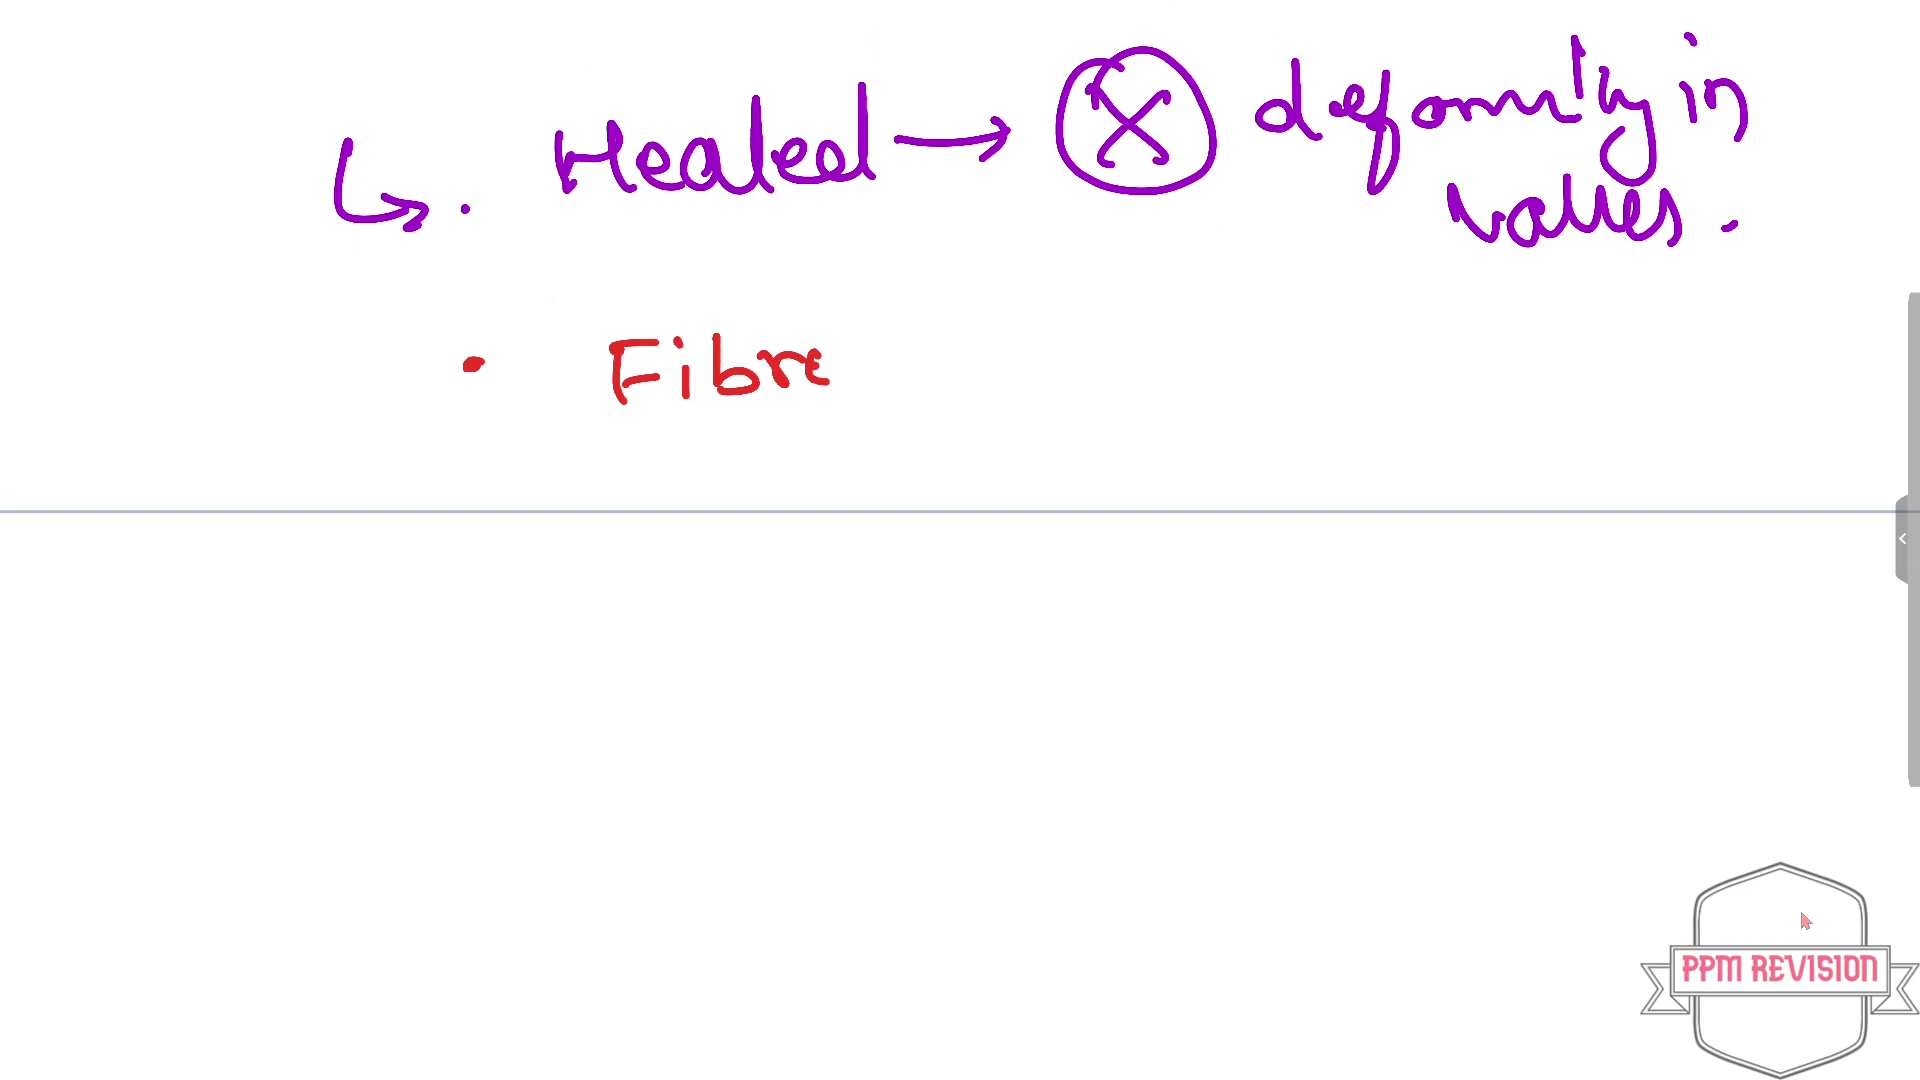 Healed → ⓧ deformity in
valves.
Fibre
PPM REVISION